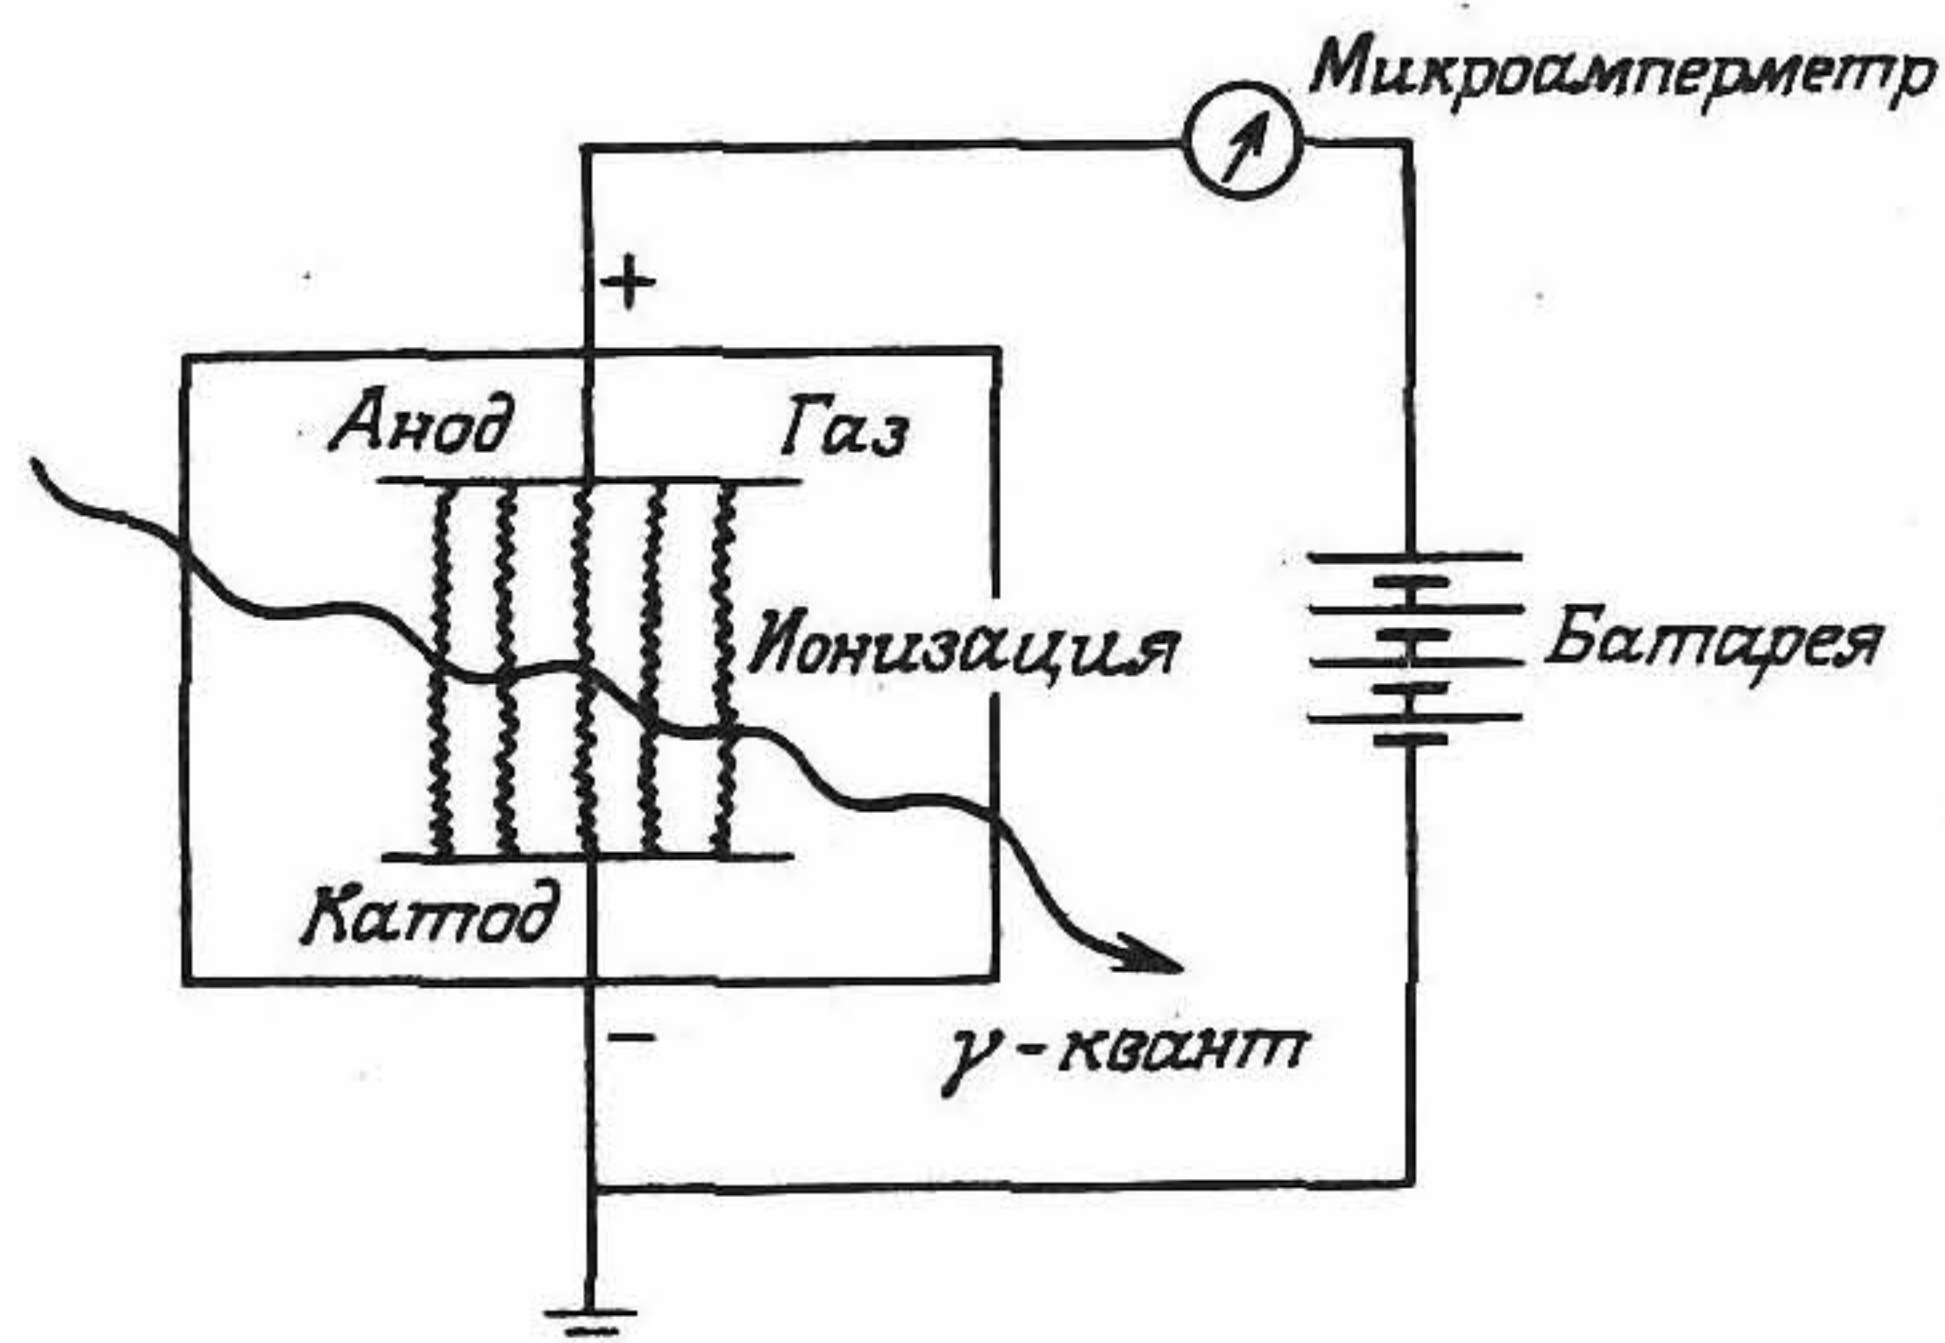 Микроамперметр
+
Анод
Газ
Ионизация
Батарея
Катод
−
γ-квант